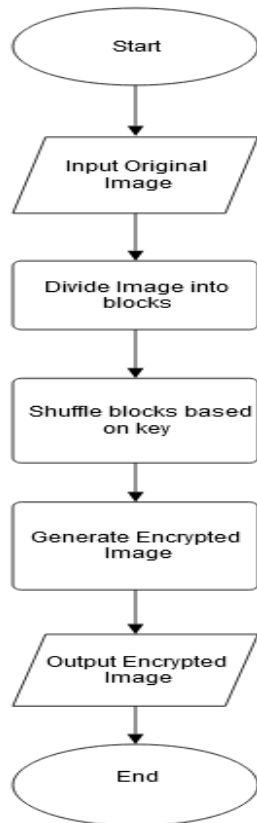 Start
Input Original
Image
Divide Image into
blocks
Shuffle blocks based
on key
Generate Encrypted
Image
Output Encrypted
Image
End